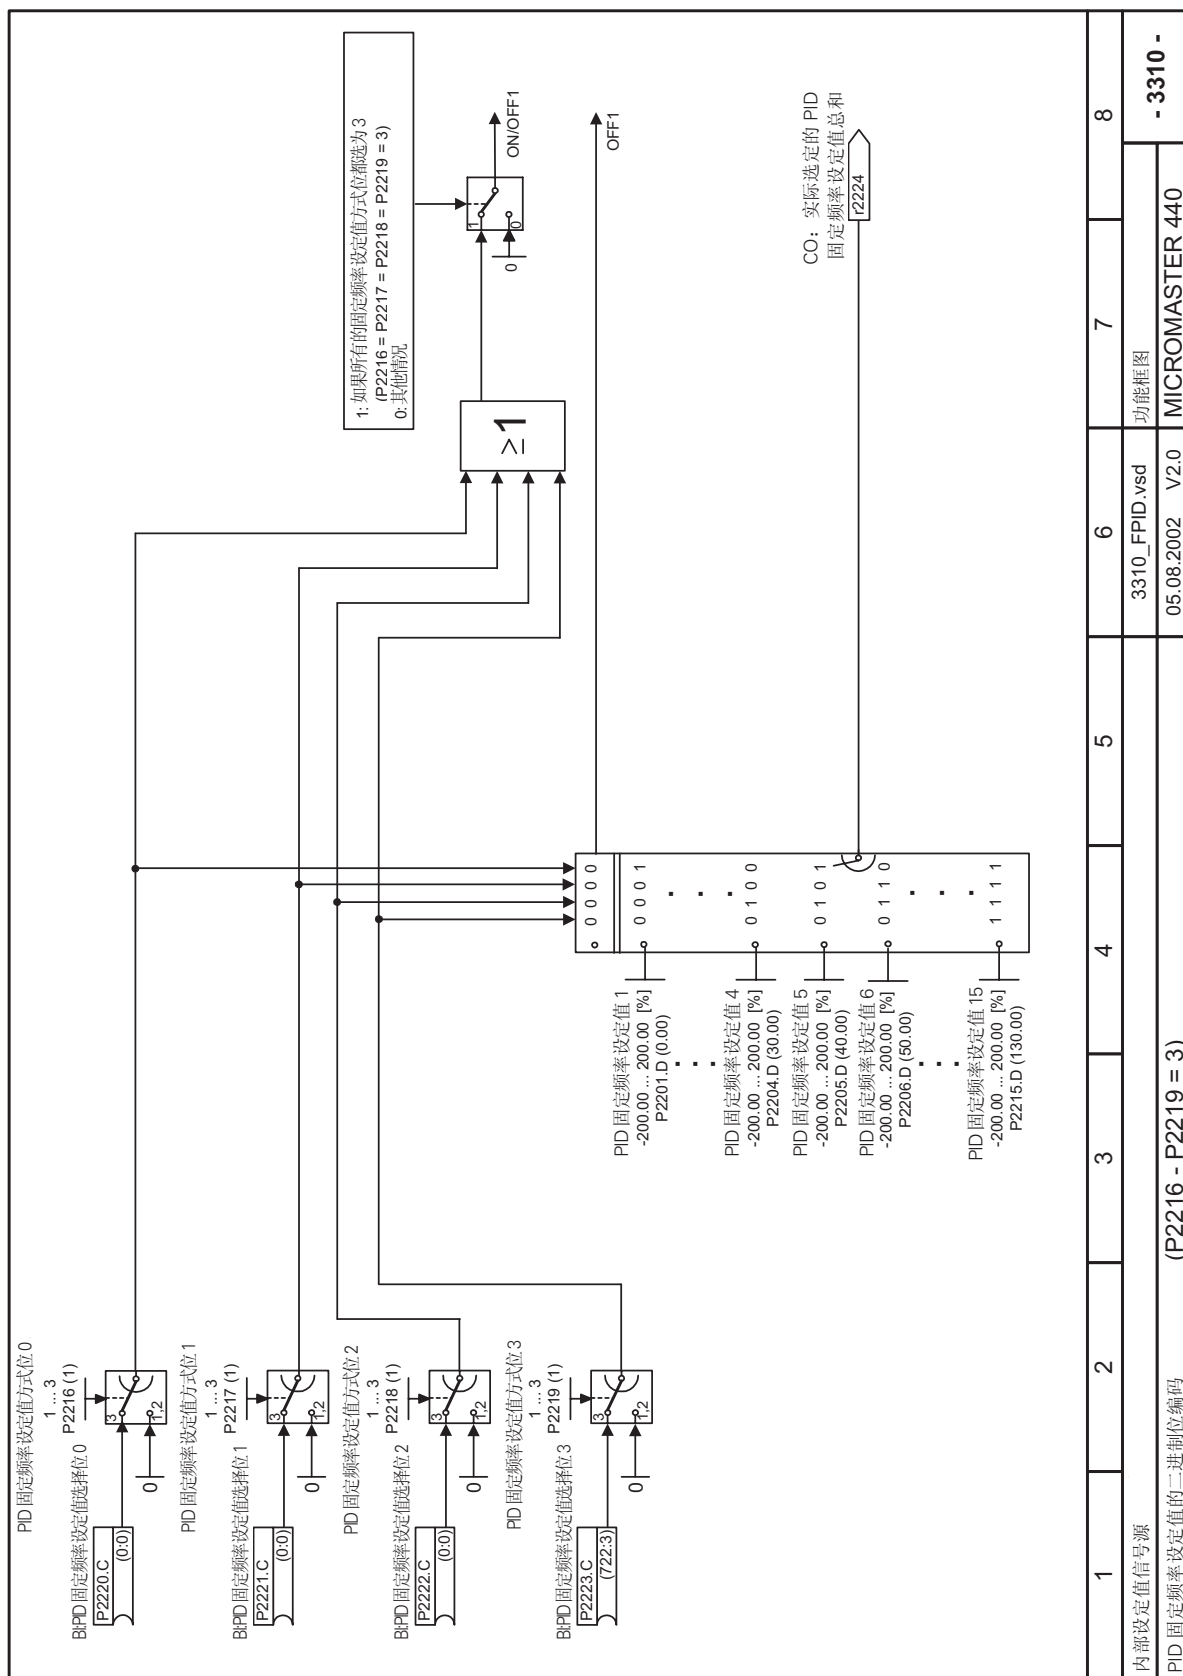 PID 固定频率设定值方式位 0
1 ... 3
P2216 (1)
BI:PID 固定频率设定值选择位 0
P2220.C
(0:0)
3
1,2
0
PID 固定频率设定值方式位 1
1 ... 3
P2217 (1)
BI:PID 固定频率设定值选择位 1
P2221.C
(0:0)
3
1,2
0
PID 固定频率设定值方式位 2
1 ... 3
P2218 (1)
BI:PID 固定频率设定值选择位 2
P2222.C
(0:0)
3
1,2
0
PID 固定频率设定值方式位 3
1 ... 3
P2219 (1)
BI:PID 固定频率设定值选择位 3
P2223.C
(722:3)
3
1,2
0
1: 如果所有的固定频率设定值方式位都选为 3
(P2216 = P2217 = P2218 = P2219 = 3)
0: 其他情况
≥1
1
0
0
ON/OFF1
OFF1
0 0 0 0
0 0 0 1
. . .
0 1 0 0
0 1 0 1
0 1 1 0
. . .
1 1 1 1
PID 固定频率设定值 1
-200.00 ... 200.00 [%]
P2201.D (0.00)
. . .
PID 固定频率设定值 4
-200.00 ... 200.00 [%]
P2204.D (30.00)
PID 固定频率设定值 5
-200.00 ... 200.00 [%]
P2205.D (40.00)
PID 固定频率设定值 6
-200.00 ... 200.00 [%]
P2206.D (50.00)
. . .
PID 固定频率设定值 15
-200.00 ... 200.00 [%]
P2215.D (130.00)
CO: 实际选定的 PID
固定频率设定值总和
r2224
1 2 3 4 5 6 7 8
内部设定值信号源
3310_FPID.vsd
功能框图
- 3310 -
PID 固定频率设定值的二进制位编码
(P2216 - P2219 = 3)
05.08.2002
V2.0
MICROMASTER 440